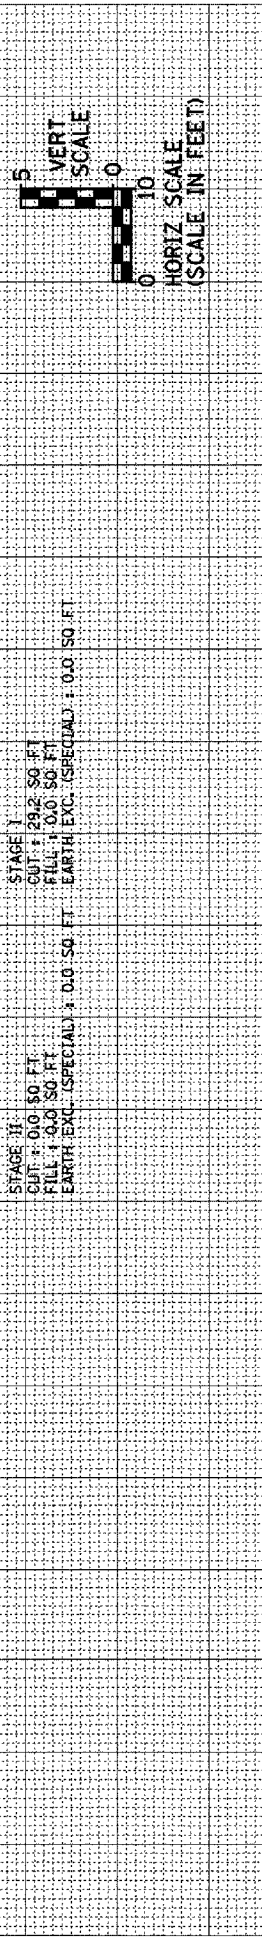 STAGE II
CUT : 0.0 SQ FT
FILL : 0.0 SQ FT
EARTH EXC. (SPECIAL) : 0.0 SQ FT
STAGE I
CUT : 29.2 SQ FT
FILL : 0.0 SQ FT
EARTH EXC. (SPECIAL) : 0.0 SQ FT
5
VERT
SCALE
0
0 10
HORIZ SCALE
(SCALE IN FEET)